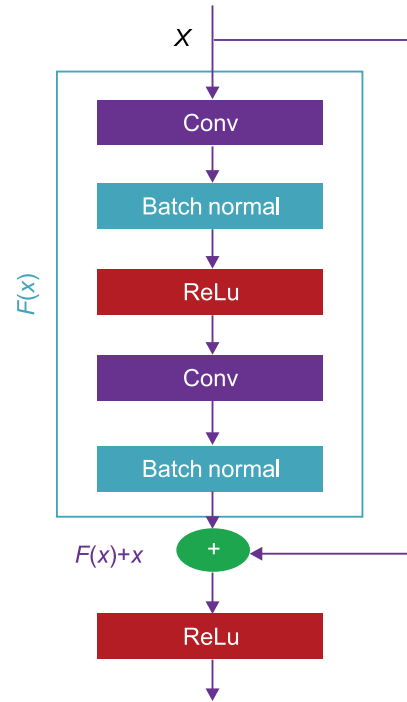 X
Conv
Batch normal
ReLu
F(x)
Conv
Batch normal
+
F(x)+x
ReLu